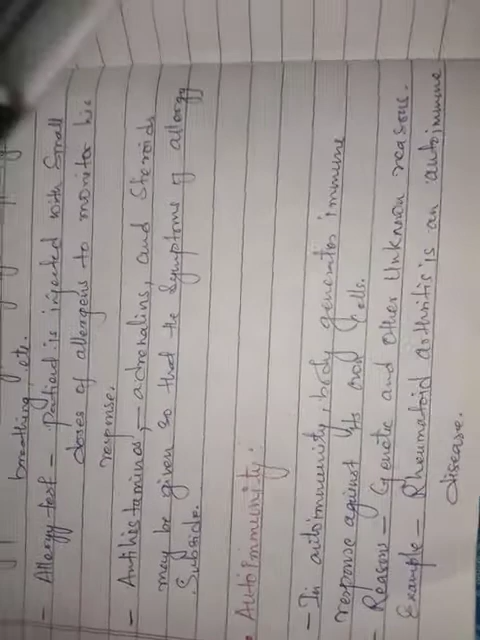 breathing, etc.
- Allergy test - Patient is injected with small
doses of allergens to monitor his
response.
- Antihistamines, adrenalins, and steroids
may be given so that the symptoms of allergy
subside.
• Autoimmunity:
- In autoimmunity, body generates immune
response against its own cells.
- Reason - Genetic and other unknown reasons.
Example - Rheumatoid arthritis is an autoimmune
disease.